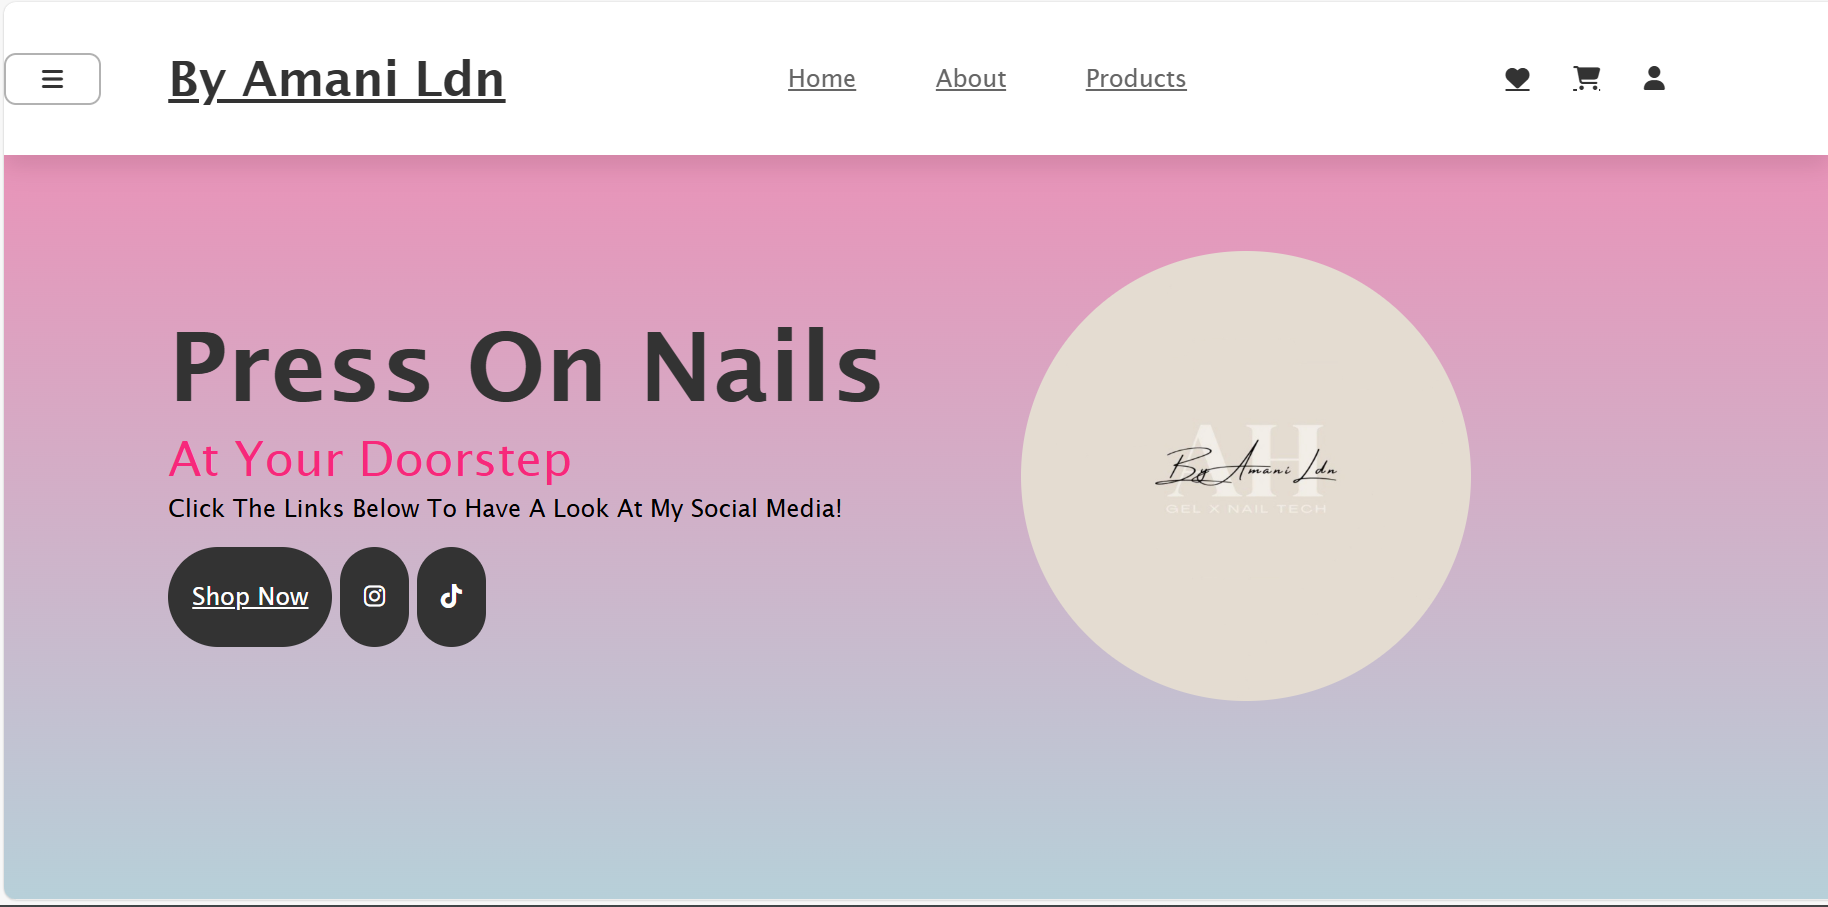 By Amani Ldn
Home
About
Products
Press On Nails
At Your Doorstep
Click The Links Below To Have A Look At My Social Media!
Shop Now
AH
By Amani Ldn
GEL X NAIL TECH